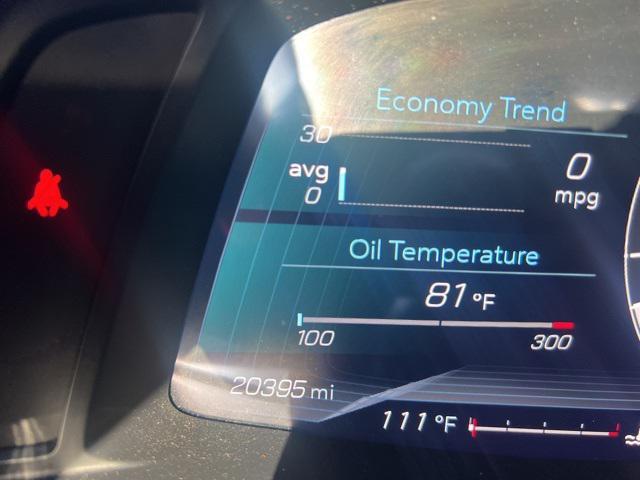 Economy Trend
30
avg
0
0
mpg
Oil Temperature
81 °F
100
300
20395 mi
111 °F